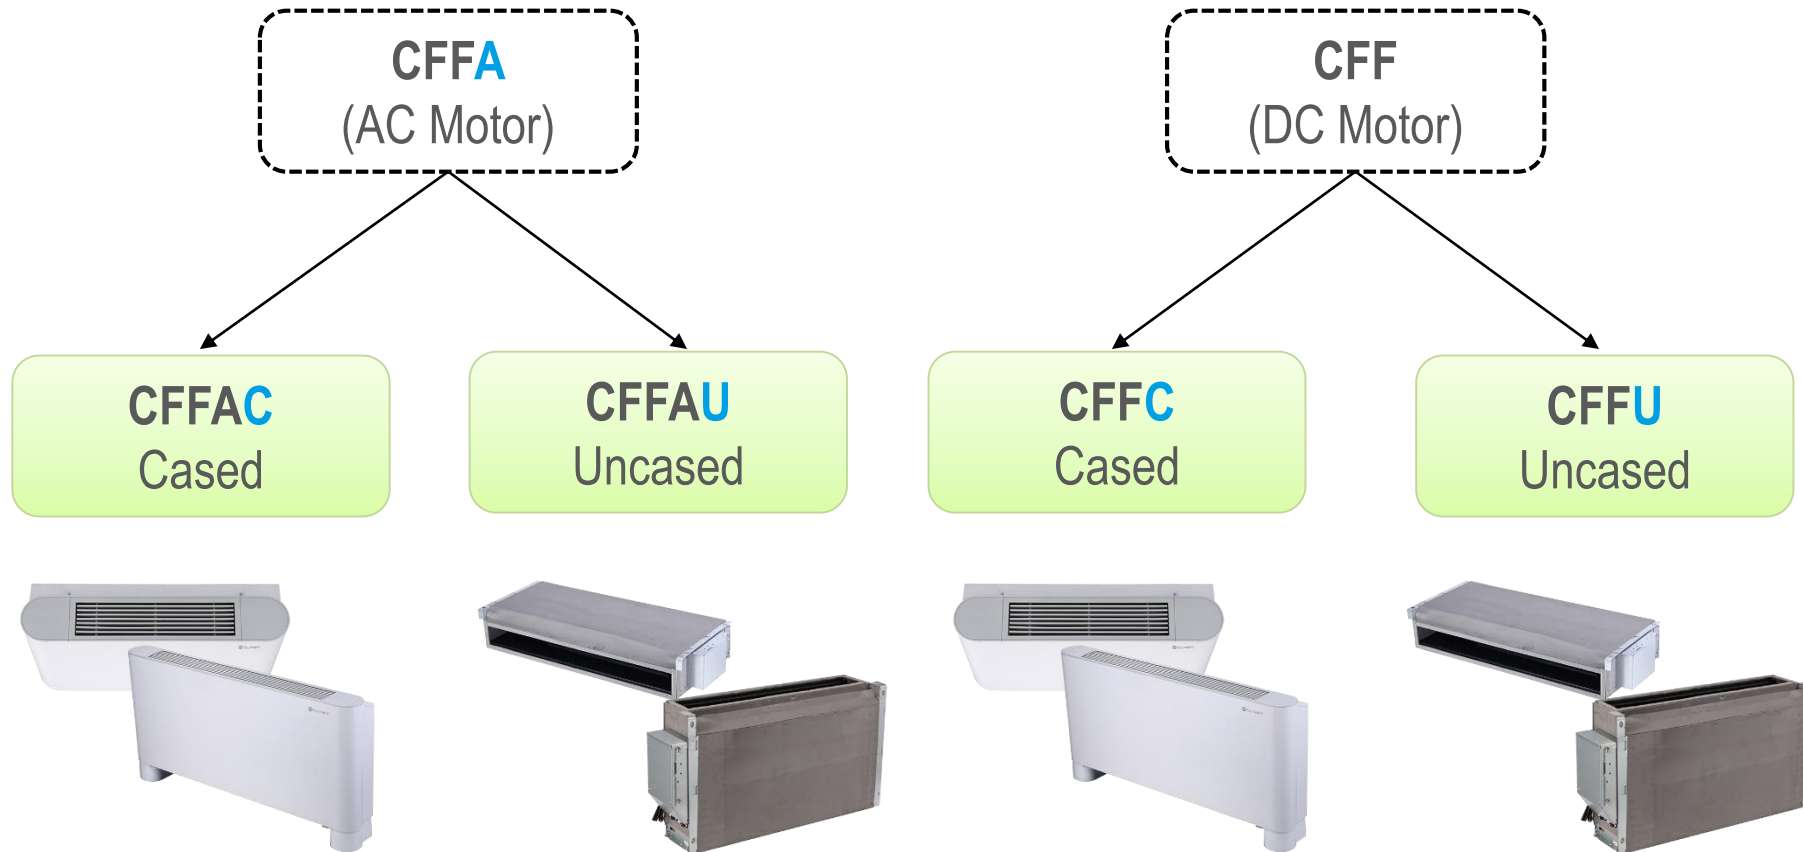 CFFA
(AC Motor)
CFF
(DC Motor)
CFFAC
Cased
CFFAU
Uncased
CFFC
Cased
CFFU
Uncased